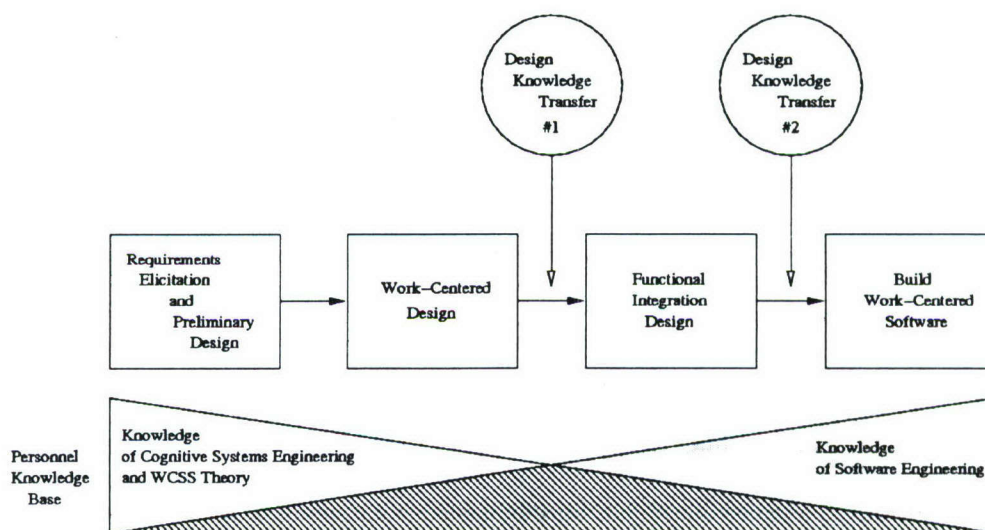 Design
Knowledge
Transfer
#1
Design
Knowledge
Transfer
#2
Requirements
Elicitation
and
Preliminary
Design
Work–Centered
Design
Functional
Integration
Design
Build
Work–Centered
Software
Personnel
Knowledge
Base
Knowledge
of Cognitive Systems Engineering
and WCSS Theory
Knowledge
of Software Engineering